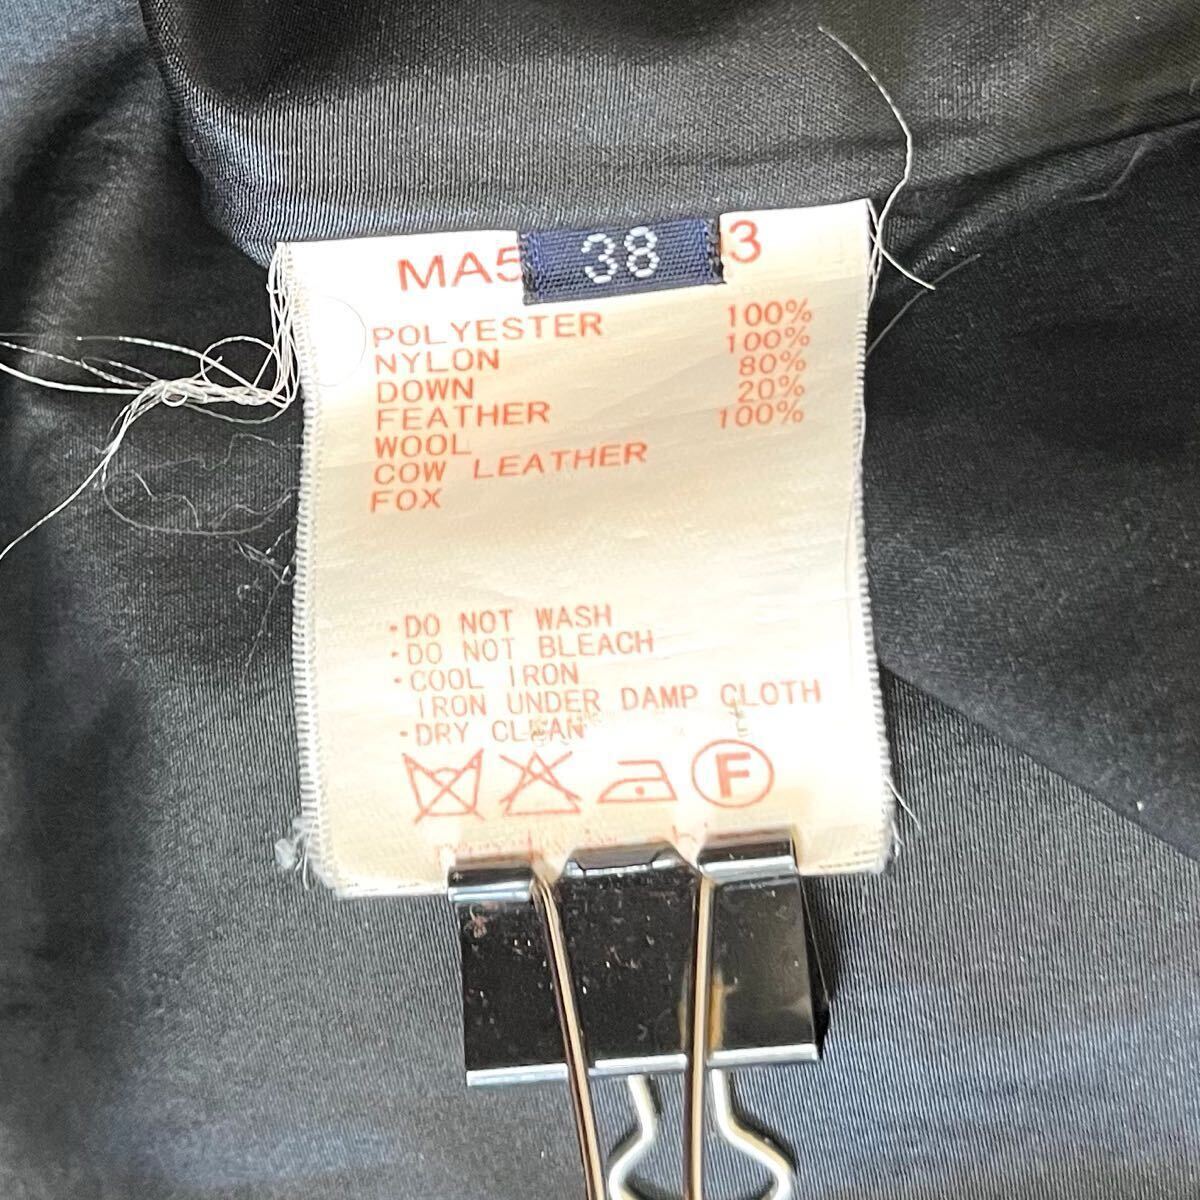 MA5 38 3
POLYESTER 100%
NYLON 100%
DOWN 80%
FEATHER 20%
WOOL 100%
COW LEATHER
FOX
・DO NOT WASH
・DO NOT BLEACH
・COOL IRON
IRON UNDER DAMP CLOTH
・DRY CLEAN
F